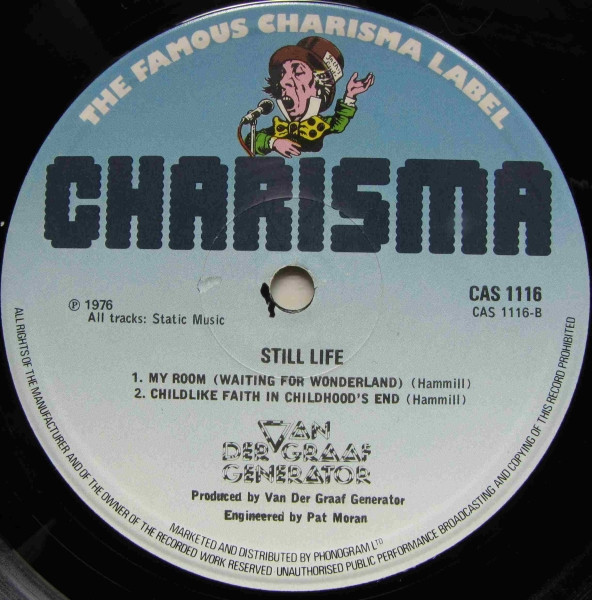 THE FAMOUS CHARISMA LABEL
CHARISMA
℗ 1976
All tracks: Static Music
CAS 1116
CAS 1116-B
STILL LIFE
1. MY ROOM (WAITING FOR WONDERLAND) (Hammill)
2. CHILDLIKE FAITH IN CHILDHOOD'S END (Hammill)
VAN
DER GRAAF
GENERATOR
Produced by Van Der Graaf Generator
Engineered by Pat Moran
MARKETED AND DISTRIBUTED BY PHONOGRAM LTD
ALL RIGHTS OF THE MANUFACTURER AND OF THE OWNER OF THE RECORDED WORK RESERVED UNAUTHORISED PUBLIC PERFORMANCE BROADCASTING AND COPYING OF THIS RECORD PROHIBITED